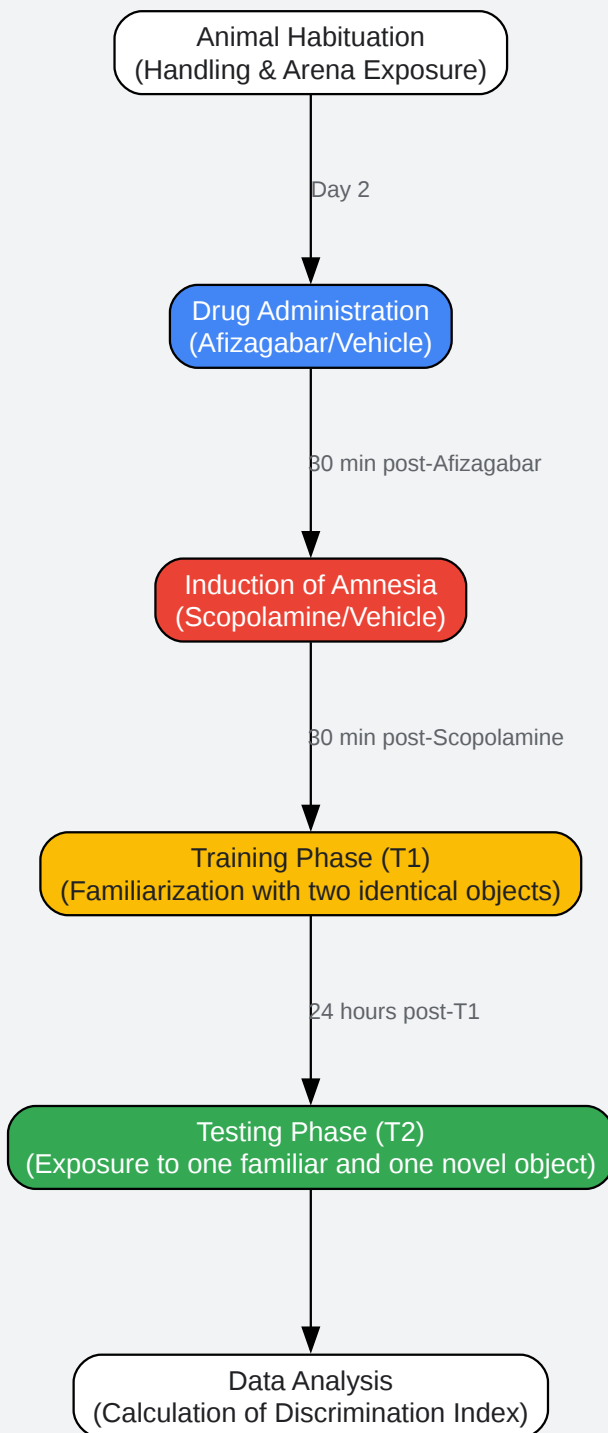 Animal Habituation
(Handling & Arena Exposure)
Day 2
Drug Administration
(Afizagabar/Vehicle)
30 min post-Afizagabar
Induction of Amnesia
(Scopolamine/Vehicle)
30 min post-Scopolamine
Training Phase (T1)
(Familiarization with two identical objects)
24 hours post-T1
Testing Phase (T2)
(Exposure to one familiar and one novel object)
Data Analysis
(Calculation of Discrimination Index)